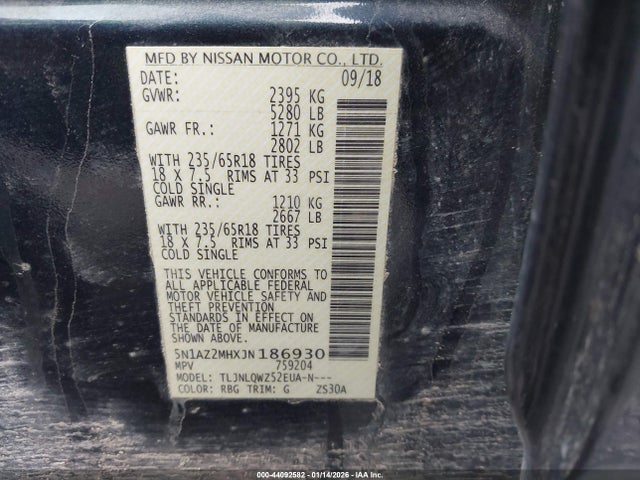 MFD BY NISSAN MOTOR CO., LTD.
DATE: 09/18
GVWR: 2395 KG
5280 LB
GAWR FR.: 1271 KG
2802 LB
WITH 235/65R18 TIRES
18 X 7.5 RIMS AT 33 PSI
COLD SINGLE
GAWR RR.: 1210 KG
2667 LB
WITH 235/65R18 TIRES
18 X 7.5 RIMS AT 33 PSI
COLD SINGLE
THIS VEHICLE CONFORMS TO
ALL APPLICABLE FEDERAL
MOTOR VEHICLE SAFETY AND
THEFT PREVENTION
STANDARDS IN EFFECT ON
THE DATE OF MANUFACTURE
SHOWN ABOVE.
5N1AZ2MHXJN186930
MPV 759204
MODEL: TLJNLQWZ52EUA-N---
COLOR: RBG TRIM: G ZS30A
000-44092582 - 01/14/2026 - IAA Inc.